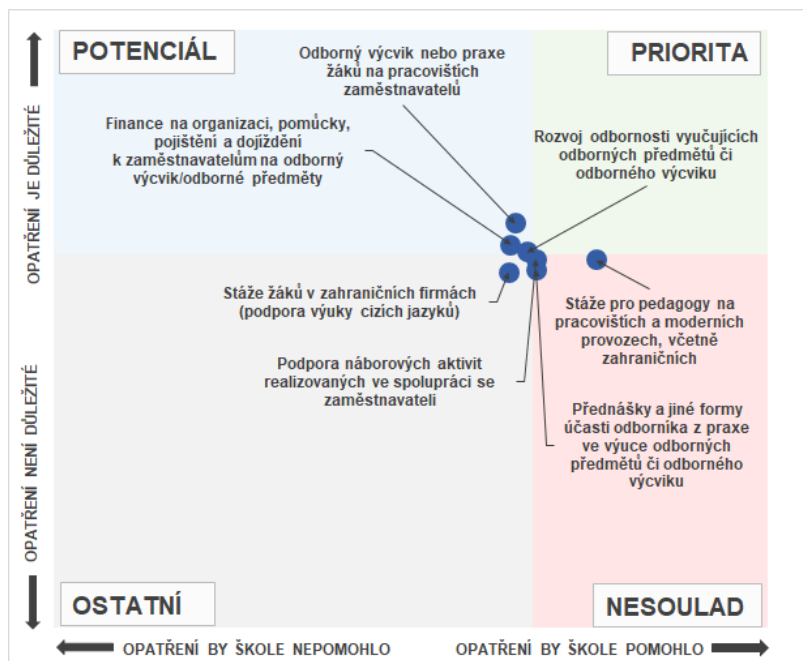 POTENCIÁL
PRIORITA
Odborný výcvik nebo praxe
žáků na pracovištích
zaměstnavatelů
Finance na organizaci, pomůcky,
pojištění a dojíždění
k zaměstnavatelům na odborný
výcvik/odborné předměty
Rozvoj odbornosti vyučujících
odborných předmětů či
odborného výcviku
Stáže žáků v zahraničních firmách
(podpora výuky cizích jazyků)
Stáže pro pedagogy na
pracovištích a moderních
provozech, včetně
zahraničních
Podpora náborových aktivit
realizovaných ve spolupráci se
zaměstnavateli
Přednášky a jiné formy
účasti odborníka z praxe
ve výuce odborných
předmětů či odborného
výcviku
OSTATNÍ
NESOULAD
OPATŘENÍ JE DŮLEŽITÉ
OPATŘENÍ NENÍ DŮLEŽITÉ
OPATŘENÍ BY ŠKOLE NEPOMOHLO
OPATŘENÍ BY ŠKOLE POMOHLO